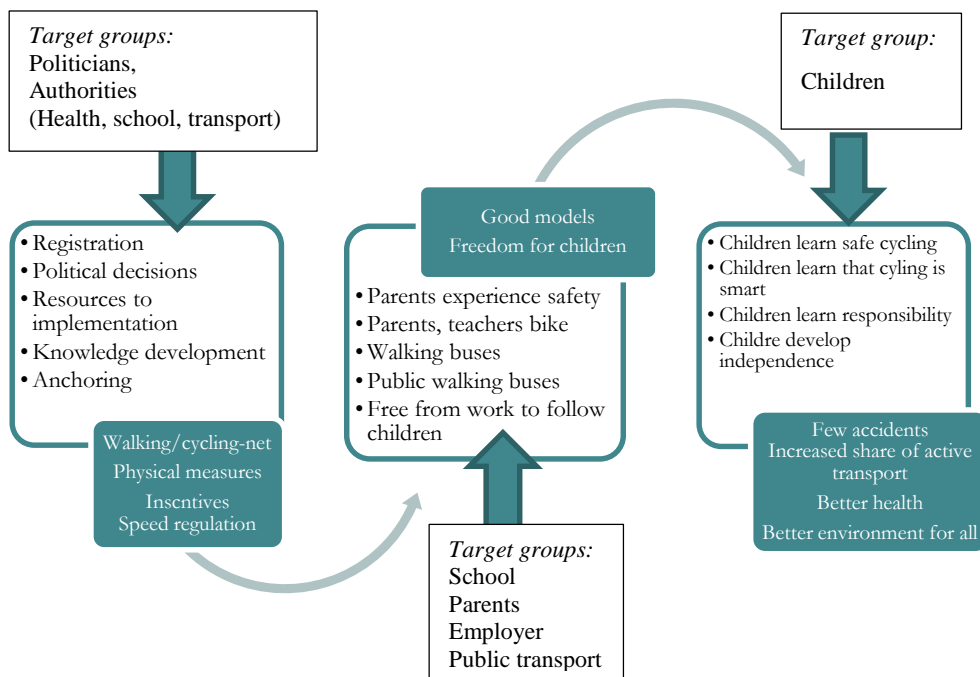 Target groups:
Politicians,
Authorities
(Health, school, transport)
• Registration
• Political decisions
• Resources to
implementation
• Knowledge development
• Anchoring
Walking/cycling-net
Physical measures
Inscntives
Speed regulation
Good models
Freedom for children
• Parents experience safety
• Parents, teachers bike
• Walking buses
• Public walking buses
• Free from work to follow
children
Target groups:
School
Parents
Employer
Public transport
Target group:
Children
• Children learn safe cycling
• Children learn that cyling is
smart
• Children learn responsibility
• Childre develop
independence
Few accidents
Increased share of active
transport
Better health
Better environment for all